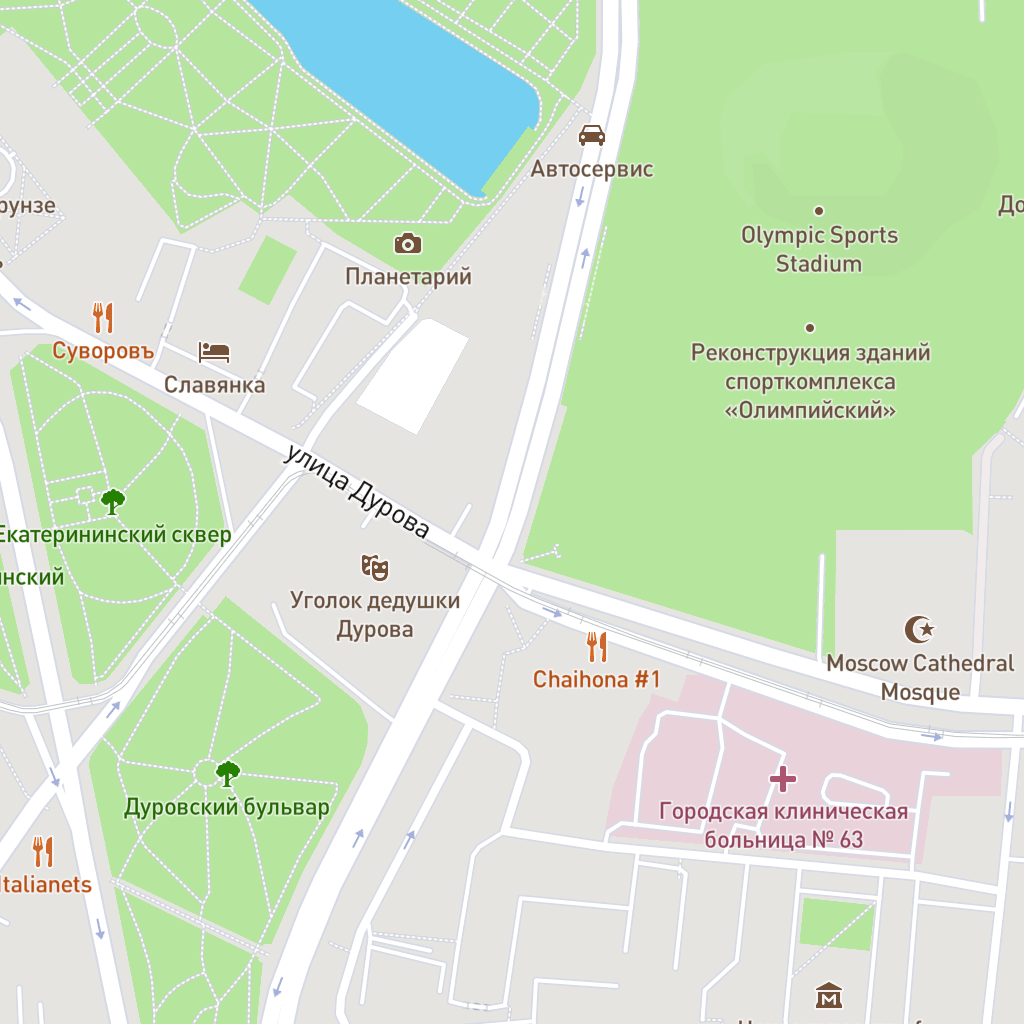 Автосервис
Olympic Sports
Stadium
Планетарий
Суворовъ
Славянка
Реконструкция зданий
спорткомплекса
«Олимпийский»
улица Дурова
Екатерининский сквер
Уголок дедушки
Дурова
Chaihona #1
Moscow Cathedral
Mosque
Дуровский бульвар
Городская клиническая
больница № 63
Italianets